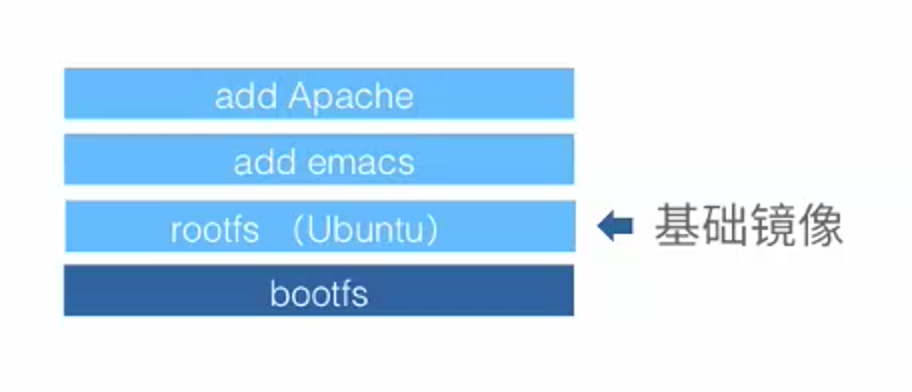 add Apache
add emacs
rootfs （Ubuntu） 基础镜像
bootfs